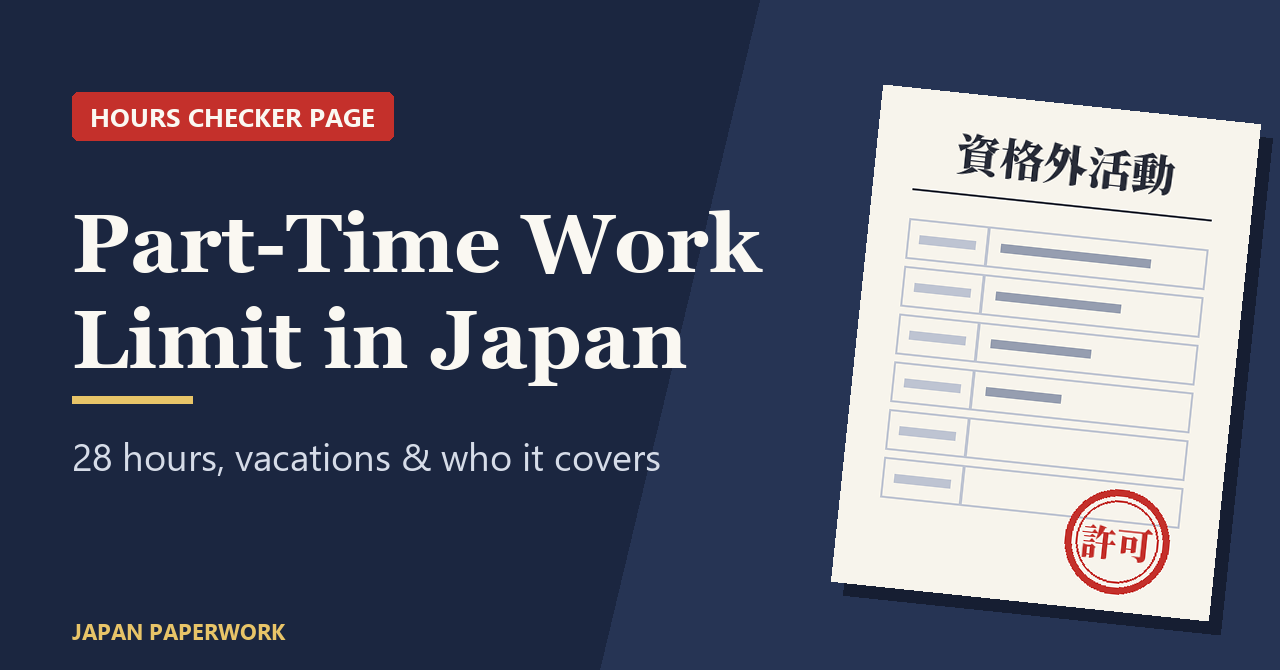 HOURS CHECKER PAGE
Part-Time Work
Limit in Japan
28 hours, vacations & who it covers
JAPAN PAPERWORK
資格外活動
許可